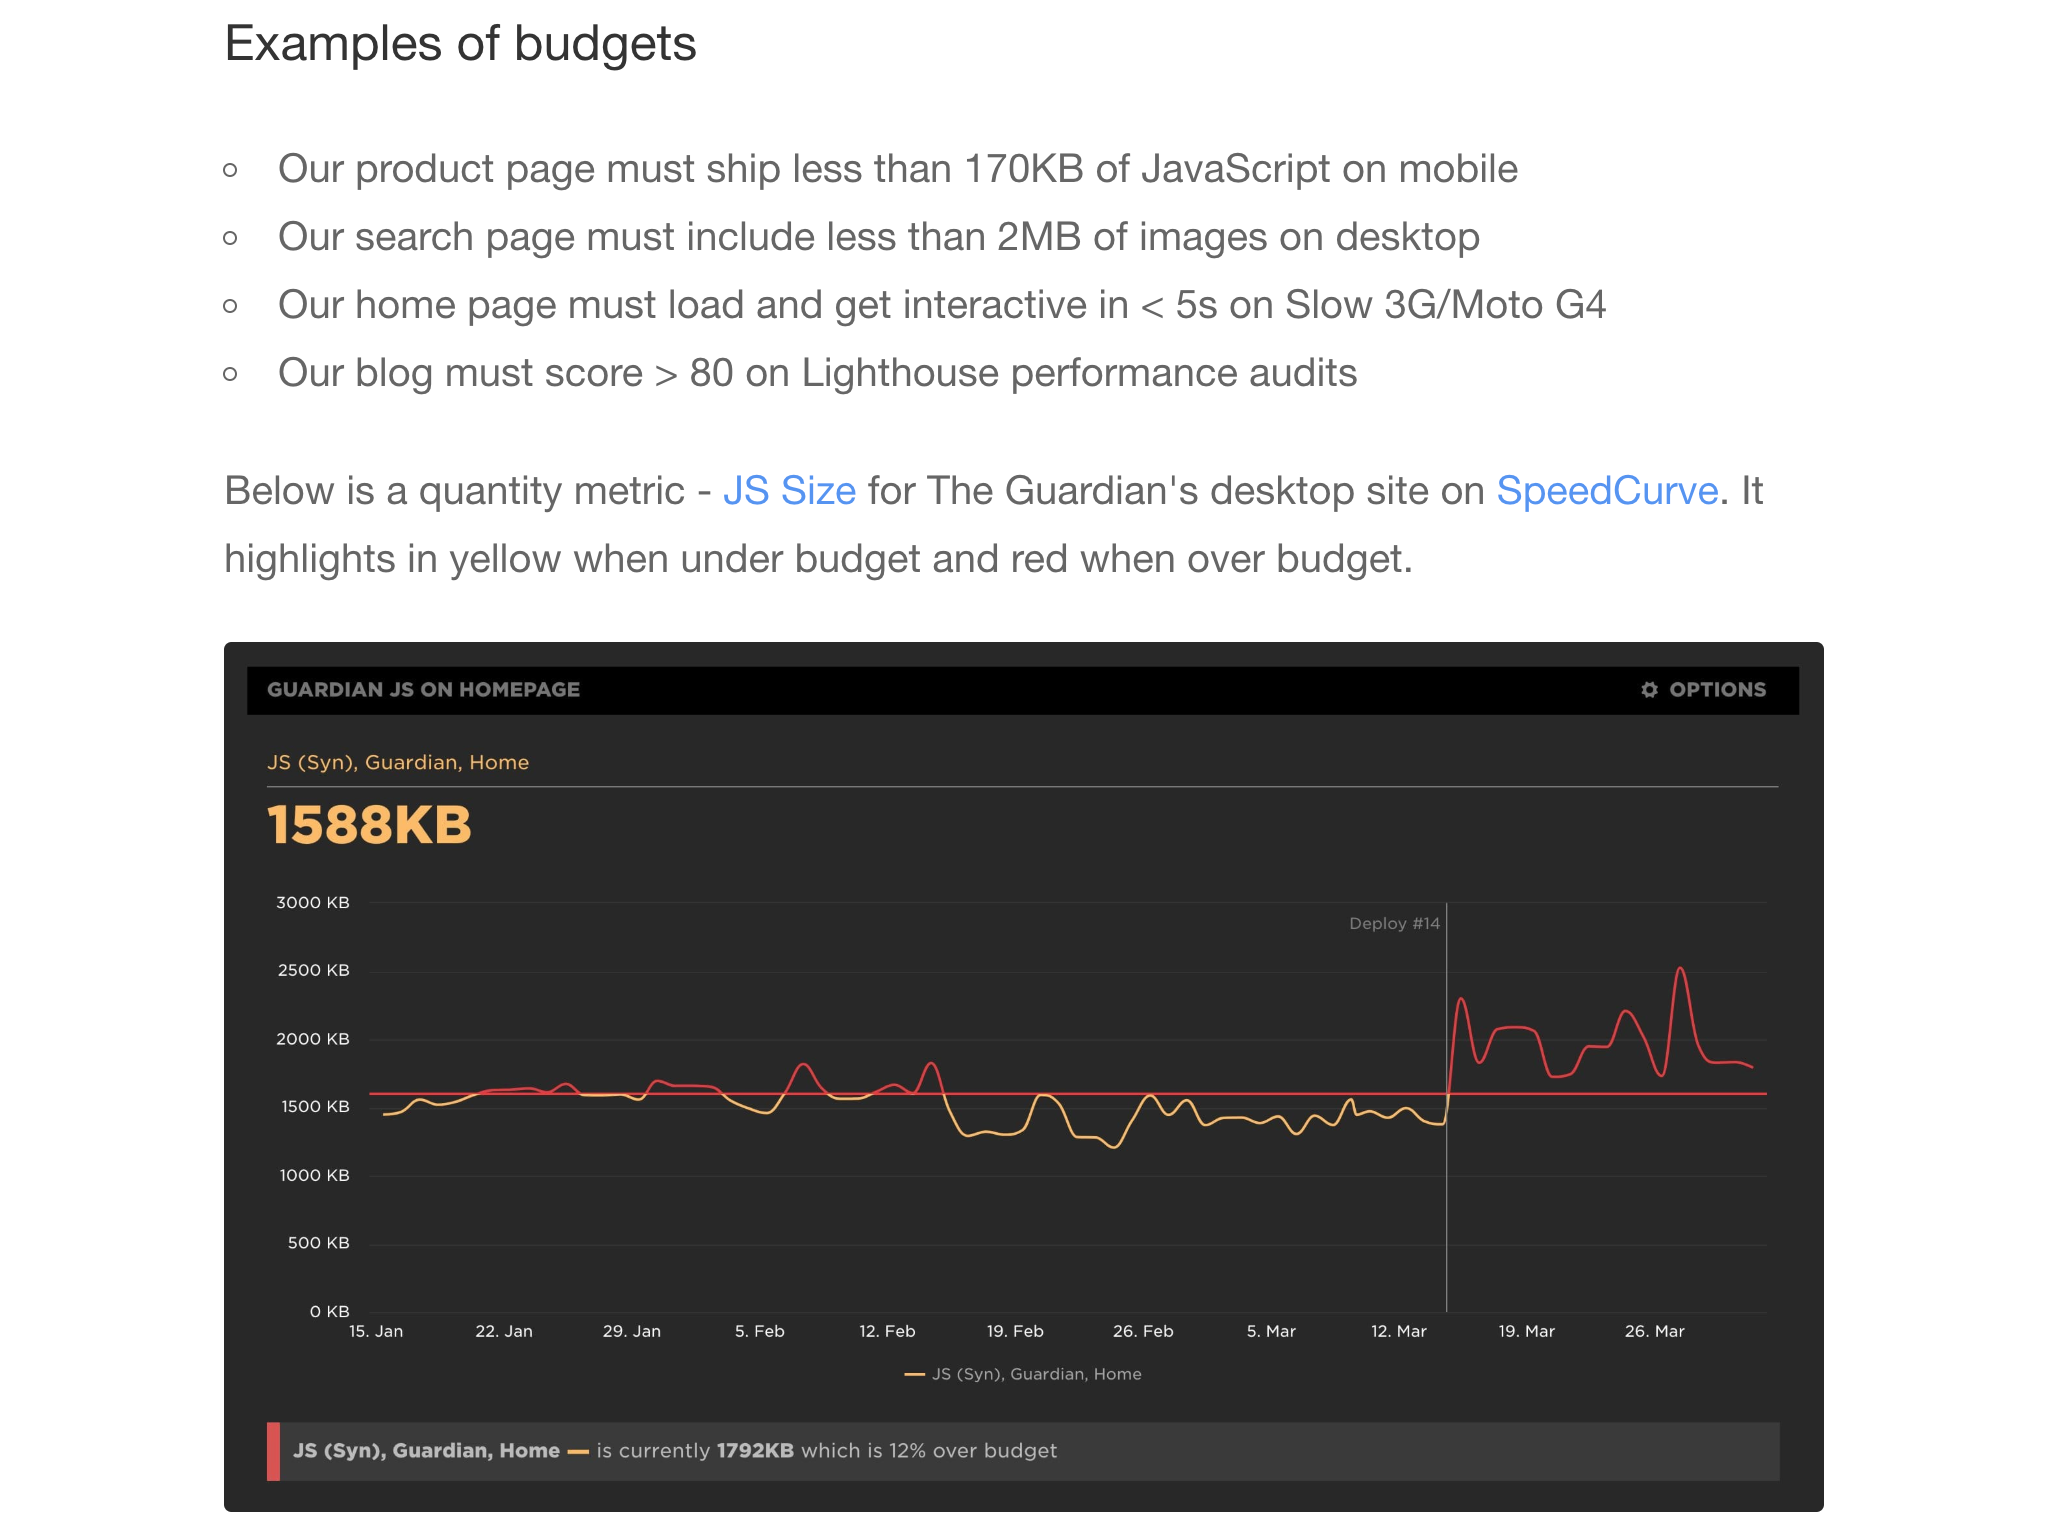 Examples of budgets
Our product page must ship less than 170KB of JavaScript on mobile
Our search page must include less than 2MB of images on desktop
Our home page must load and get interactive in < 5s on Slow 3G/Moto G4
Our blog must score > 80 on Lighthouse performance audits
Below is a quantity metric - JS Size for The Guardian's desktop site on SpeedCurve. It
highlights in yellow when under budget and red when over budget.
GUARDIAN JS ON HOMEPAGE
OPTIONS
JS (Syn), Guardian, Home
1588KB
3000 KB
Deploy #14
2500 KB
2000 KB
1500 KB
1000 KB
500 KB
0 KB
15. Jan
22. Jan
29. Jan
5. Feb
12. Feb
19. Feb
26. Feb
5. Mar
12. Mar
19. Mar
26. Mar
JS (Syn), Guardian, Home
JS (Syn), Guardian, Home is currently 1792KB which is 12% over budget